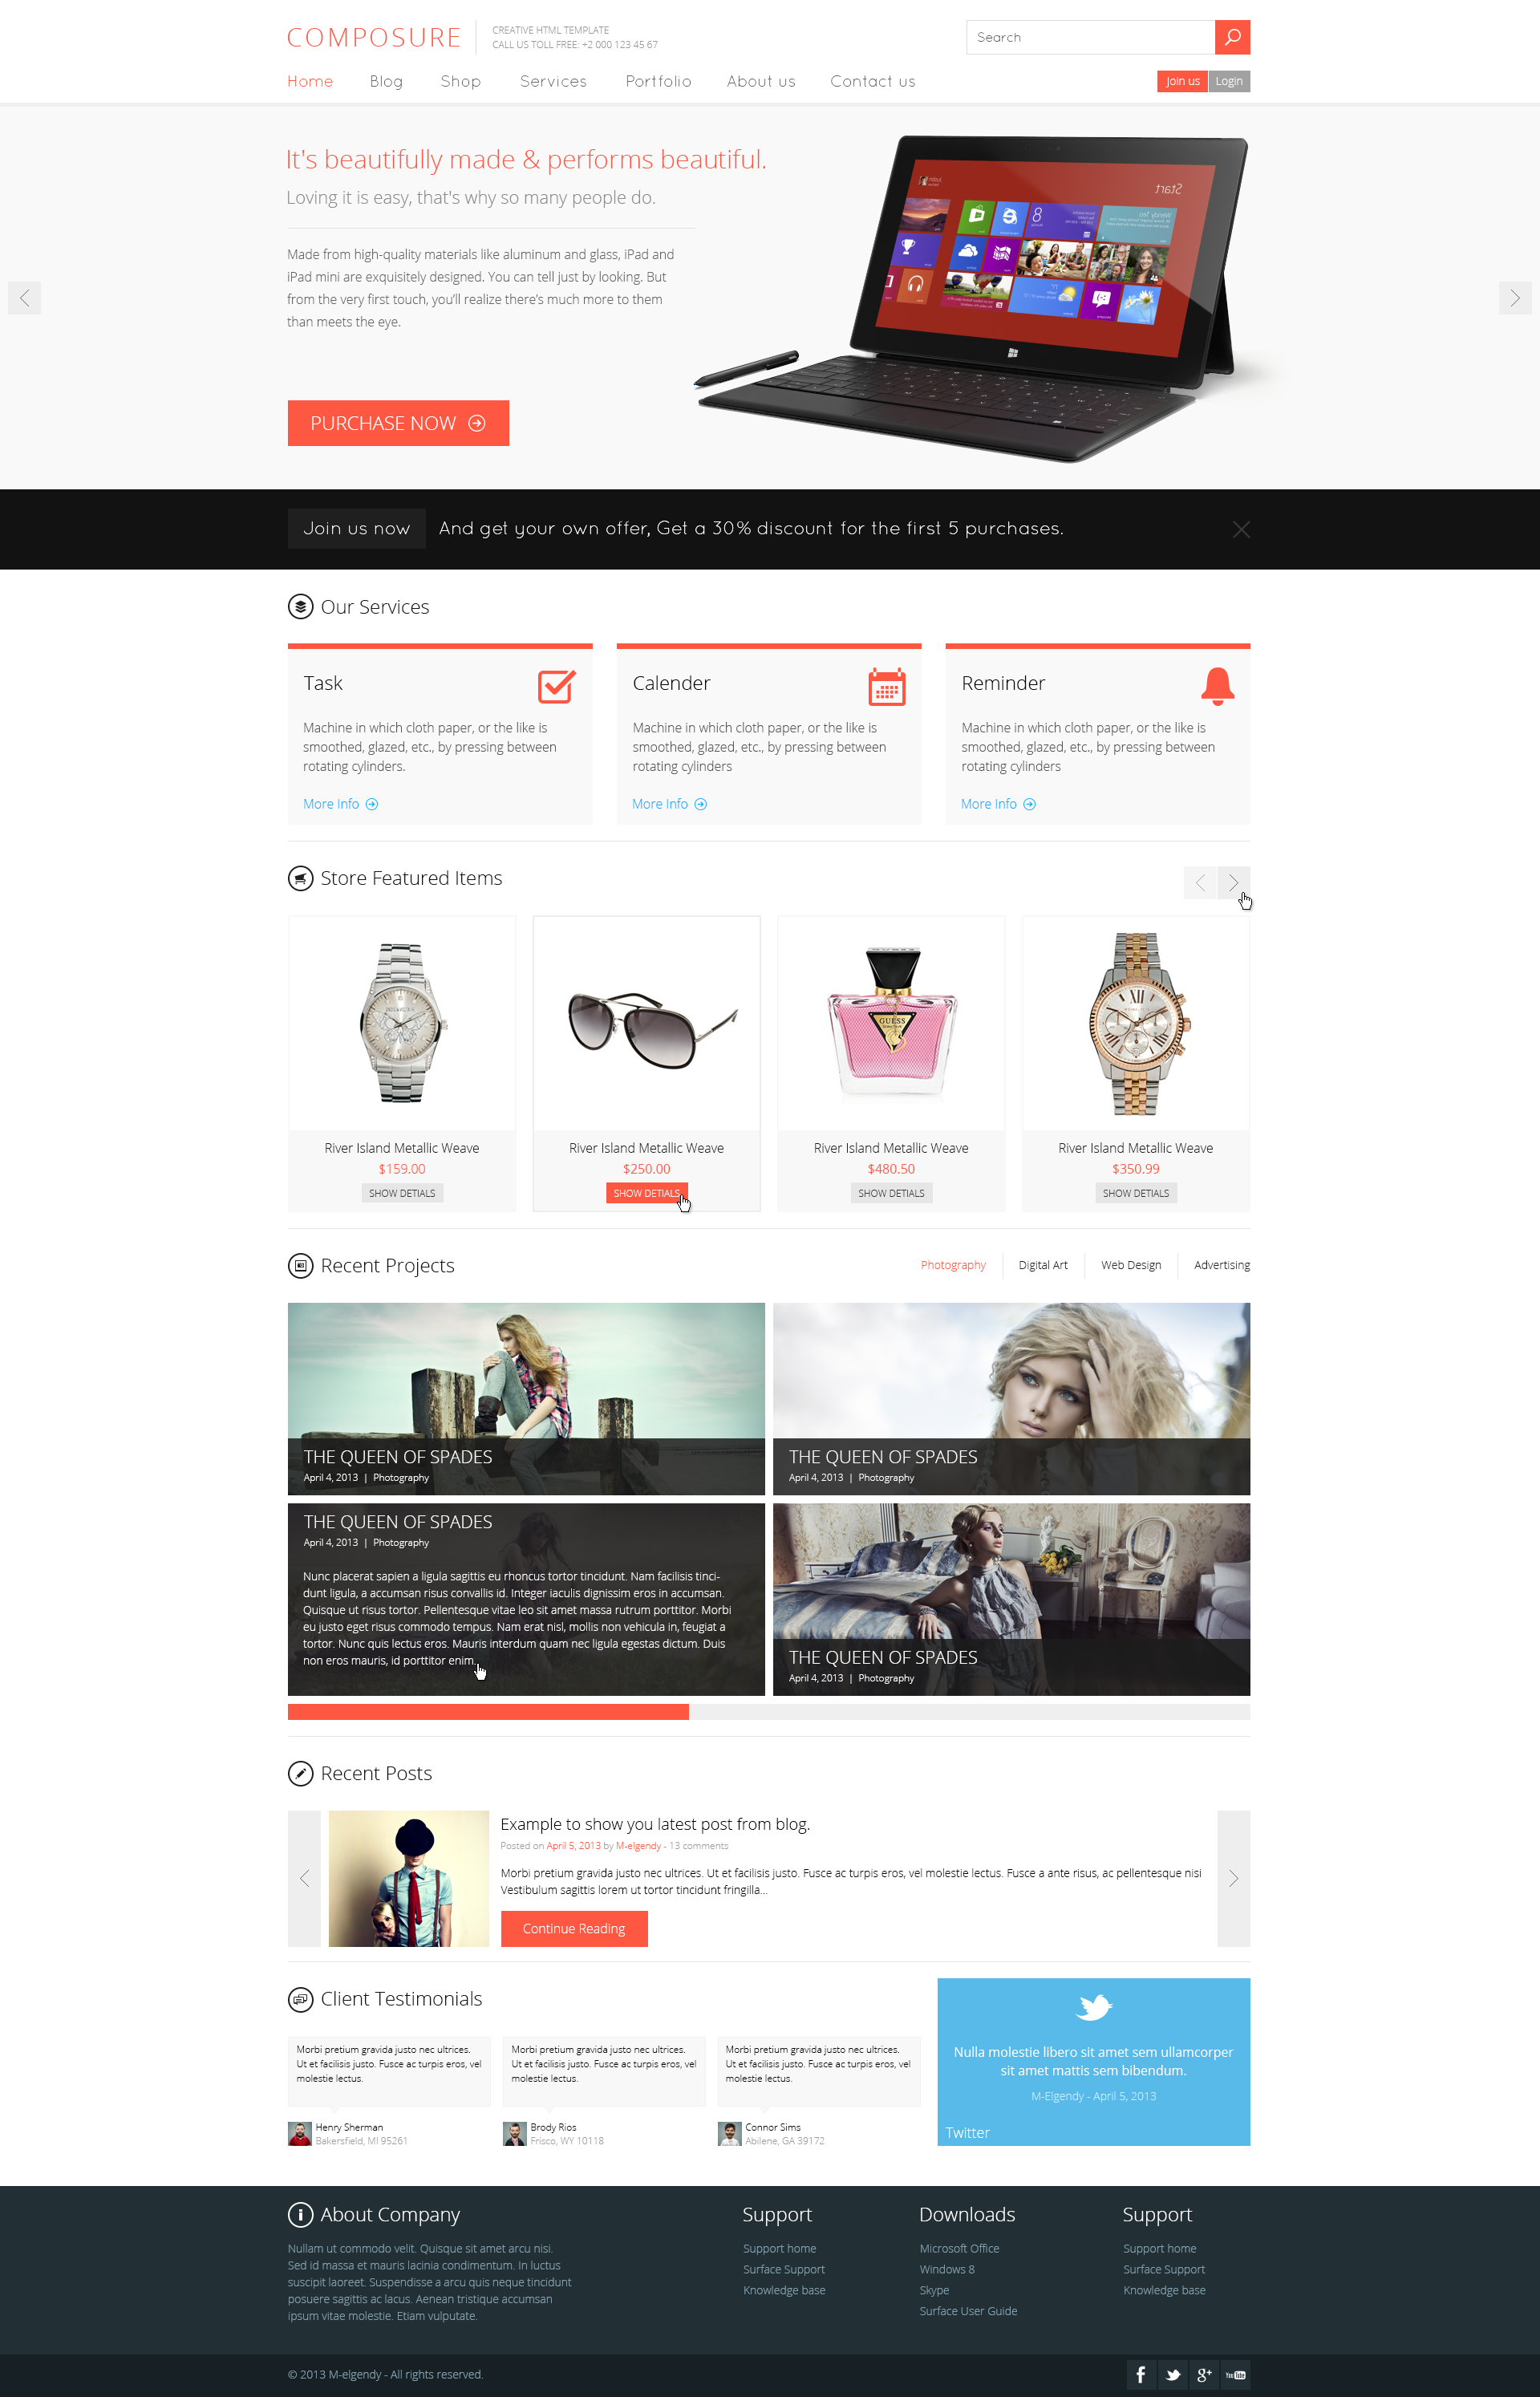 COMPOSURE
CREATIVE HTML TEMPLATE
CALL US TOLL FREE: +2 000 123 45 67
Search
Home Blog Shop Services Portfolio About us Contact us
Join us Login
It's beautifully made & performs beautiful.
Loving it is easy, that's why so many people do.
Made from high-quality materials like aluminum and glass, iPad and
iPad mini are exquisitely designed. You can tell just by looking. But
from the very first touch, you'll realize there's much more to them
than meets the eye.
Start
PURCHASE NOW
Join us now And get your own offer, Get a 30% discount for the first 5 purchases.
Our Services
Task
Machine in which cloth paper, or the like is
smoothed, glazed, etc., by pressing between
rotating cylinders.
More Info
Calender
Machine in which cloth paper, or the like is
smoothed, glazed, etc., by pressing between
rotating cylinders
More Info
Reminder
Machine in which cloth paper, or the like is
smoothed, glazed, etc., by pressing between
rotating cylinders
More Info
Store Featured Items
GUESS
River Island Metallic Weave
$159.00
SHOW DETIALS
River Island Metallic Weave
$250.00
SHOW DETIALS
River Island Metallic Weave
$480.50
SHOW DETIALS
River Island Metallic Weave
$350.99
SHOW DETIALS
Recent Projects
Photography Digital Art Web Design Advertising
THE QUEEN OF SPADES
April 4, 2013 | Photography
THE QUEEN OF SPADES
April 4, 2013 | Photography
THE QUEEN OF SPADES
April 4, 2013 | Photography
Nunc placerat sapien a ligula sagittis eu rhoncus tortor tincidunt. Nam facilisis tinci-
dunt ligula, a accumsan risus convallis id. Integer iaculis dignissim eros in accumsan.
Quisque ut risus tortor. Pellentesque vitae leo sit amet massa rutrum porttitor. Morbi
eu justo eget risus commodo tempus. Nam erat nisl, mollis non vehicula in, feugiat a
tortor. Nunc quis lectus eros. Mauris interdum quam nec ligula egestas dictum. Duis
non eros mauris, id porttitor enim.
THE QUEEN OF SPADES
April 4, 2013 | Photography
Recent Posts
Example to show you latest post from blog.
Posted on April 5, 2013 by M-elgendy - 13 comments
Morbi pretium gravida justo nec ultrices. Ut et facilisis justo. Fusce ac turpis eros, vel molestie lectus. Fusce a ante risus, ac pellentesque nisi
Vestibulum sagittis lorem ut tortor tincidunt fringilla...
Continue Reading
Client Testimonials
Morbi pretium gravida justo nec ultrices.
Ut et facilisis justo. Fusce ac turpis eros, vel
molestie lectus.
Henry Sherman
Bakersfield, MI 95261
Morbi pretium gravida justo nec ultrices.
Ut et facilisis justo. Fusce ac turpis eros, vel
molestie lectus.
Brody Rios
Frisco, WY 10118
Morbi pretium gravida justo nec ultrices.
Ut et facilisis justo. Fusce ac turpis eros, vel
molestie lectus.
Connor Sims
Abilene, GA 39172
Nulla molestie libero sit amet sem ullamcorper
sit amet mattis sem bibendum.
M-Elgendy - April 5, 2013
Twitter
About Company
Nullam ut commodo velit. Quisque sit amet arcu nisi.
Sed id massa et mauris lacinia condimentum. In luctus
suscipit laoreet. Suspendisse a arcu quis neque tincidunt
posuere sagittis ac lacus. Aenean tristique accumsan
ipsum vitae molestie. Etiam vulputate.
Support
Support home
Surface Support
Knowledge base
Downloads
Microsoft Office
Windows 8
Skype
Surface User Guide
Support
Support home
Surface Support
Knowledge base
© 2013 M-elgendy - All rights reserved.
You Tube